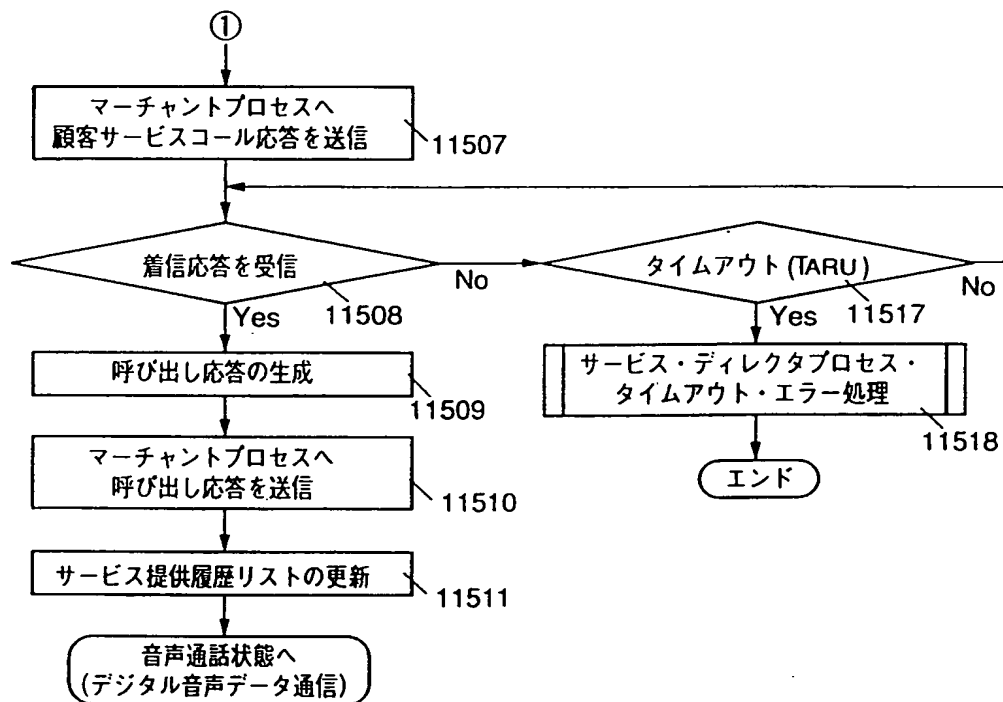 ①
マーチャントプロセスへ
顧客サービスコール応答を送信
11507
着信応答を受信
11508
No
Yes
タイムアウト(TARU)
11517
No
Yes
呼び出し応答の生成
11509
サービス・ディレクタプロセス・
タイムアウト・エラー処理
11518
マーチャントプロセスへ
呼び出し応答を送信
11510
エンド
サービス提供履歴リストの更新
11511
音声通話状態へ
(デジタル音声データ通信)